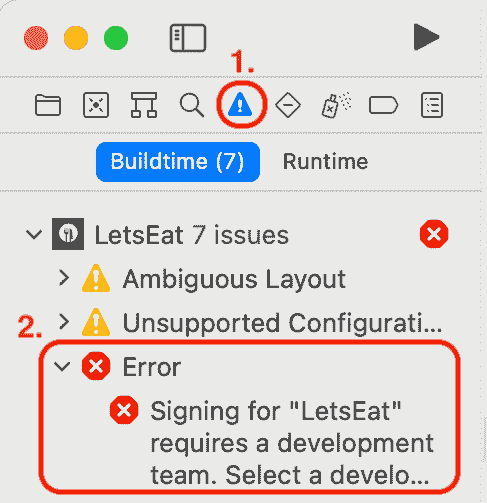 1.
Buildtime (7) Runtime
LetsEat 7 issues
Ambiguous Layout
2.
Unsupported Configurati...
Error
Signing for "LetsEat"
requires a development
team. Select a develo...